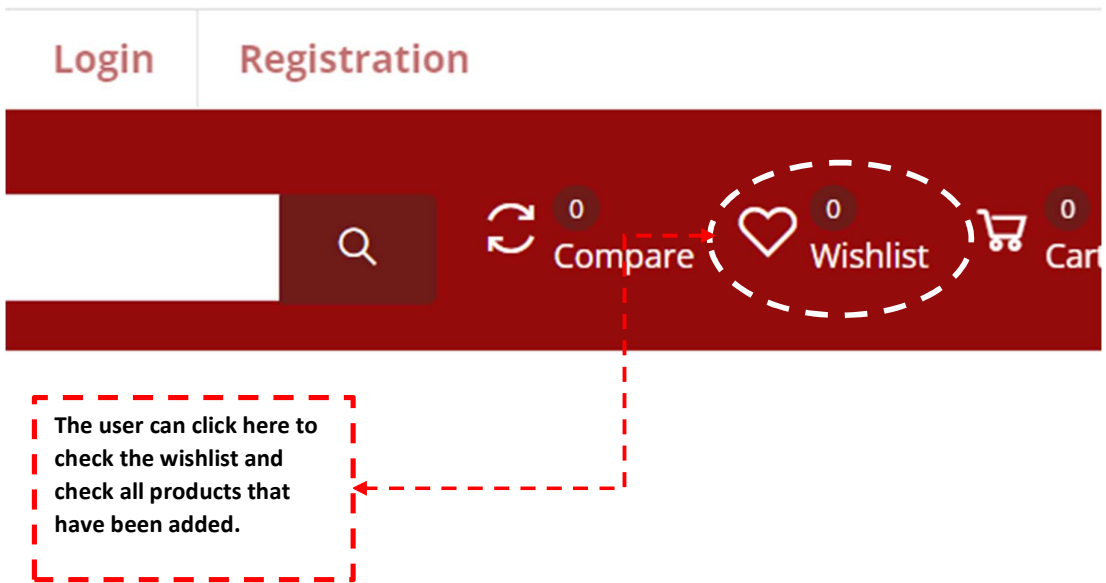 Login Registration
0 0 0
Compare Wishlist Cart
The user can click here to
check the wishlist and
check all products that
have been added.